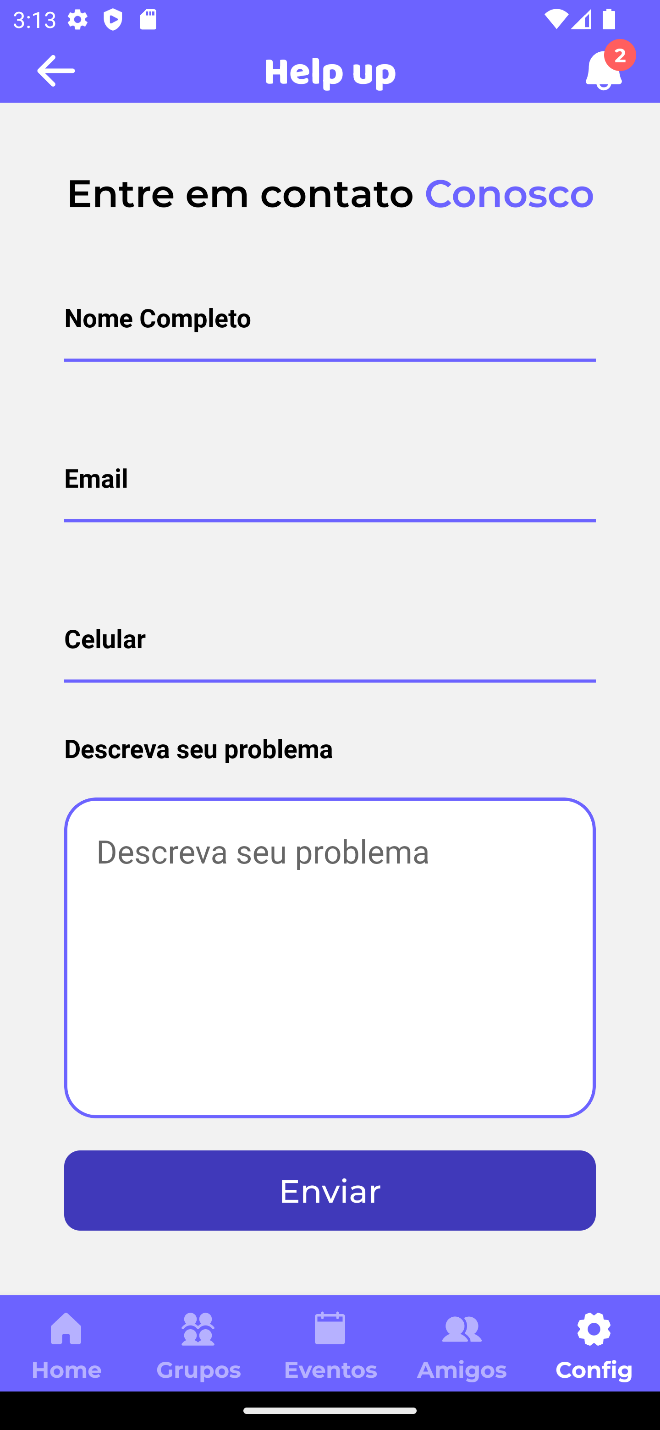 3:13
Help up
2
Entre em contato Conosco
Nome Completo
Email
Celular
Descreva seu problema
Descreva seu problema
Enviar
Home Grupos Eventos Amigos Config